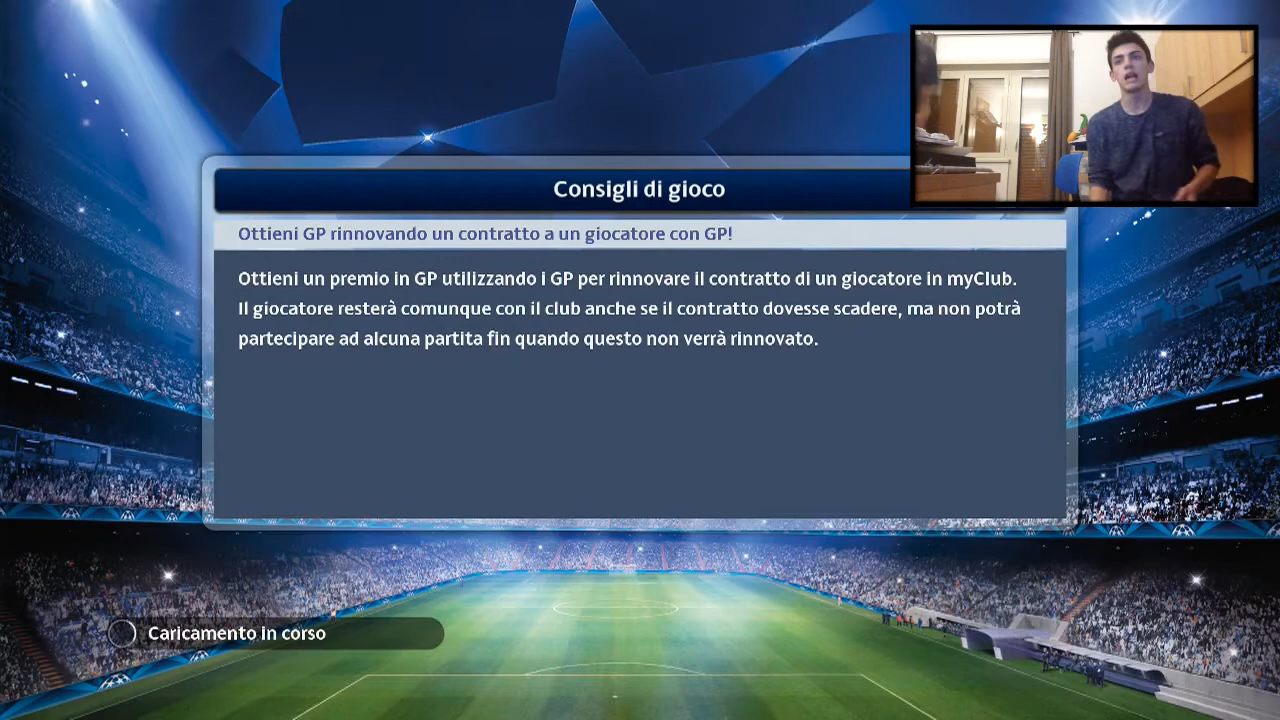 Consigli di gioco
Ottieni GP rinnovando un contratto a un giocatore con GP!
Ottieni un premio in GP utilizzando i GP per rinnovare il contratto di un giocatore in myClub.
Il giocatore resterà comunque con il club anche se il contratto dovesse scadere, ma non potrà
partecipare ad alcuna partita fin quando questo non verrà rinnovato.
Caricamento in corso